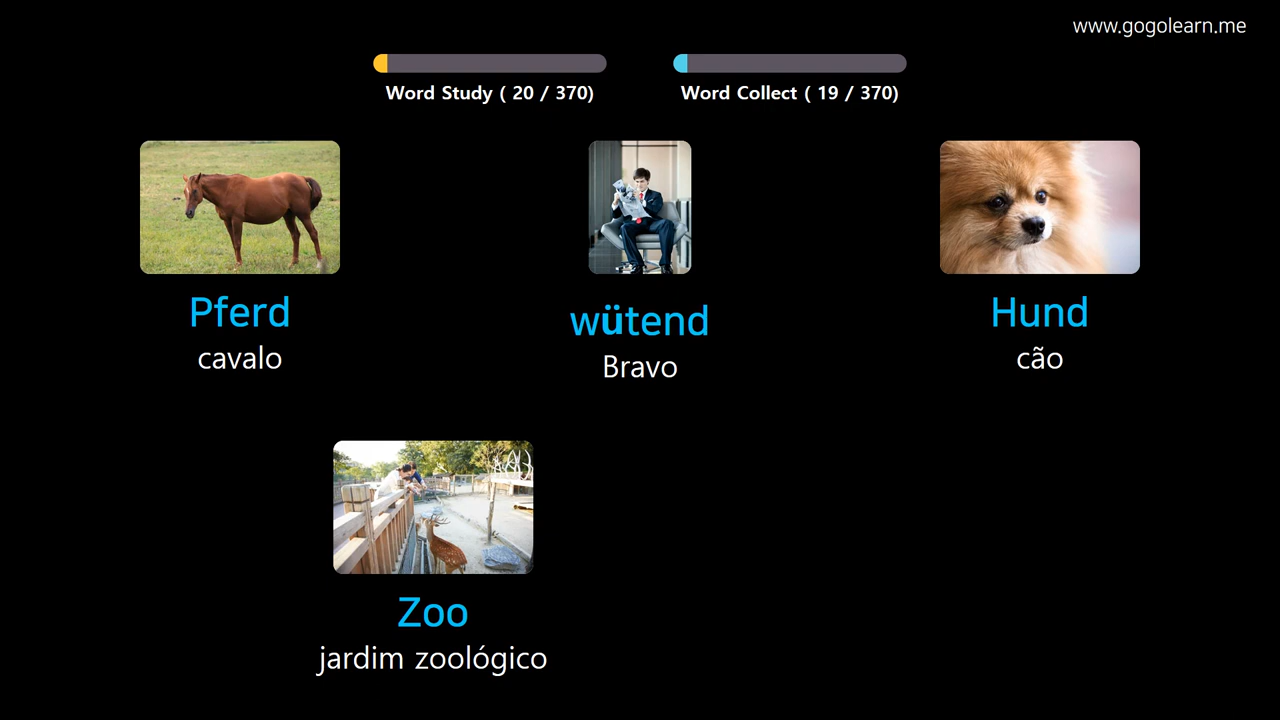 www.gogolearn.me
Word Study ( 20 / 370)
Word Collect ( 19 / 370)
Pferd
cavalo
wütend
Bravo
Hund
cão
Zoo
jardim zoológico